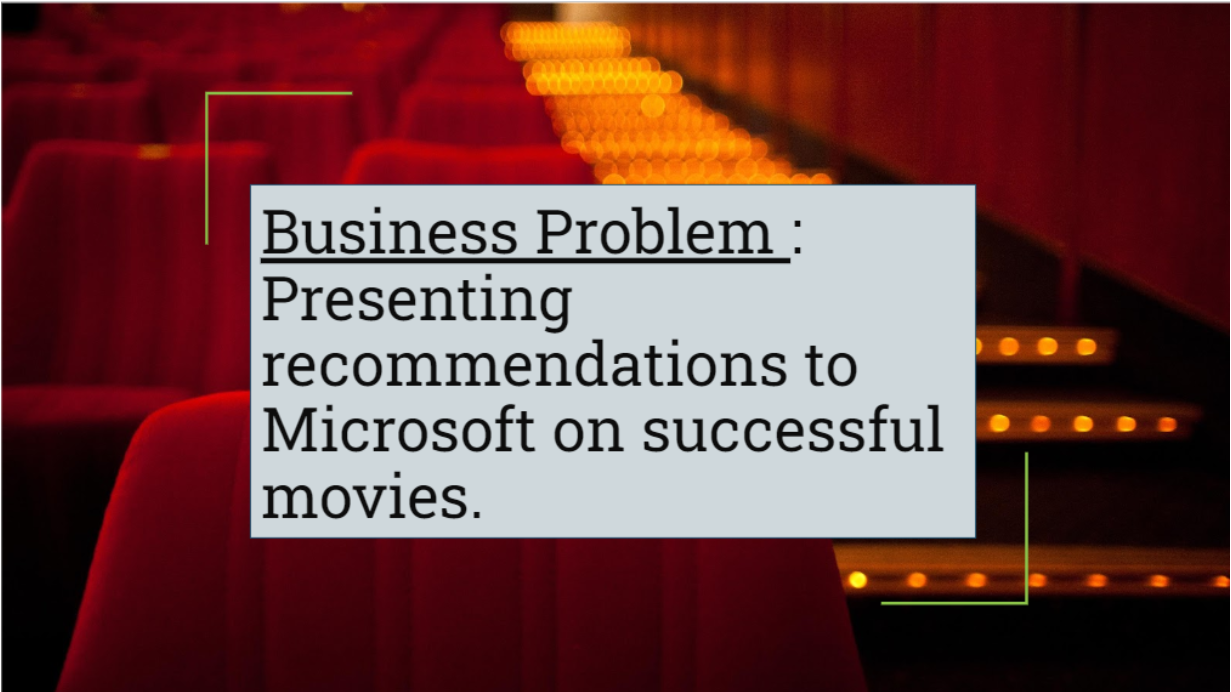 Business Problem :
Presenting
recommendations to
Microsoft on successful
movies.